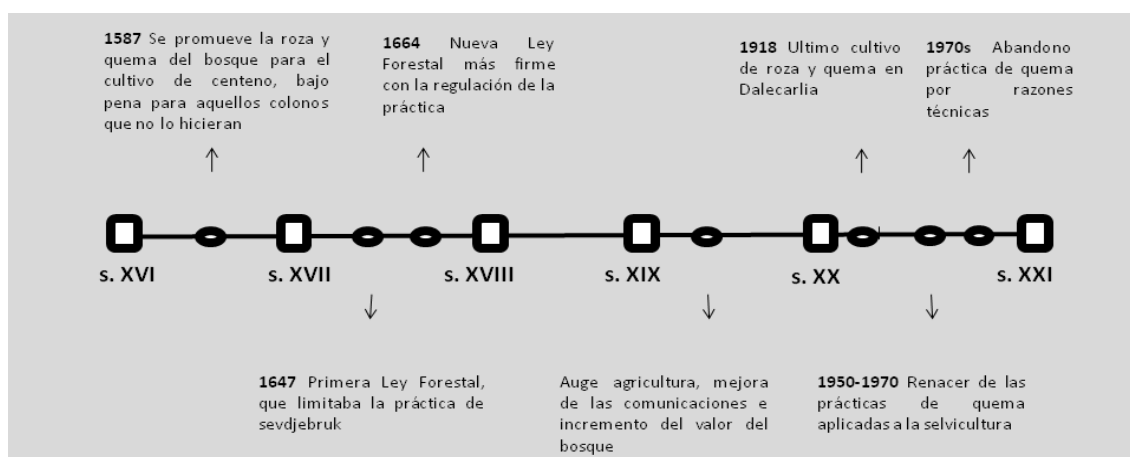 1587 Se promueve la roza y
quema del bosque para el
cultivo de centeno, bajo
pena para aquellos colonos
que no lo hicieran
1664 Nueva Ley
Forestal más firme
con la regulación de la
práctica
1918 Ultimo cultivo
de roza y quema en
Dalecarlia
1970s Abandono
práctica de quema
por razones
técnicas
s. XVI
s. XVII
s. XVIII
s. XIX
s. XX
s. XXI
1647 Primera Ley Forestal,
que limitaba la práctica de
sevdjebruk
Auge agricultura, mejora
de las comunicaciones e
incremento del valor del
bosque
1950-1970 Renacer de las
prácticas de quema
aplicadas a la selvicultura